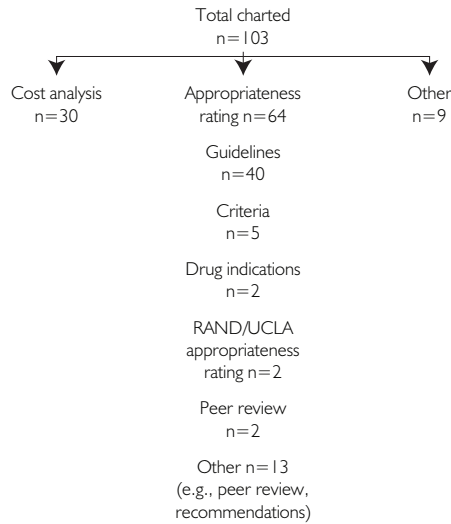 Total charted
n=103
Cost analysis
n=30
Appropriateness
rating n=64
Other
n=9
Guidelines
n=40
Criteria
n=5
Drug indications
n=2
RAND/UCLA
appropriateness
rating n=2
Peer review
n=2
Other n=13
(e.g., peer review,
recommendations)